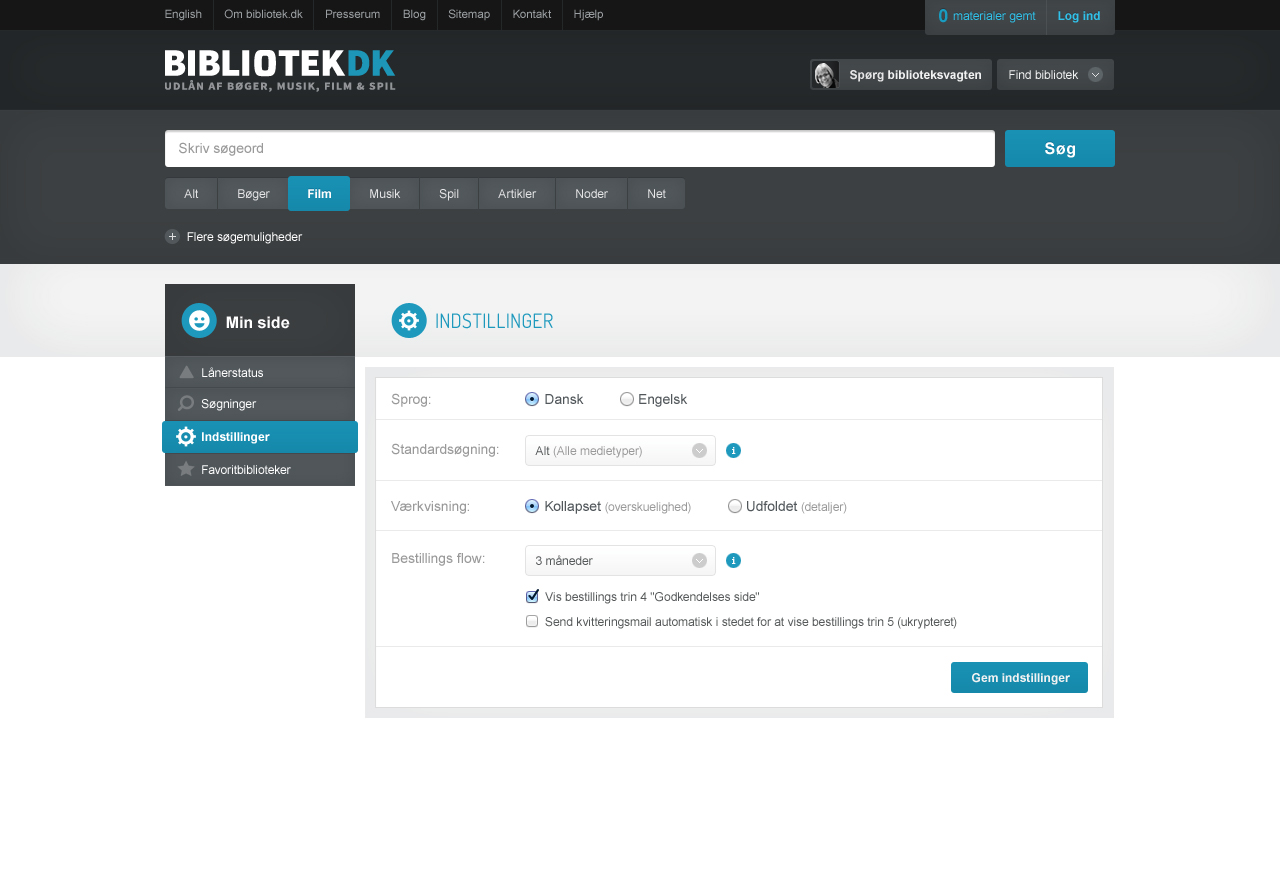 English Om bibliotek.dk Presserum Blog Sitemap Kontakt Hjælp 0 materialer gemt Log ind
BIBLIOTEKDK
UDLÅN AF BØGER, MUSIK, FILM & SPIL
Spørg biblioteksvagten Find bibliotek
Skriv søgeord Søg
Alt Bøger Film Musik Spil Artikler Noder Net
Flere søgemuligheder
Min side
INDSTILLINGER
Lånerstatus
Søgninger
Indstillinger
Favoritbiblioteker
Sprog: Dansk Engelsk
Standardsøgning: Alt (Alle medietyper) i
Værkvisning: Kollapset (overskuelighed) Udfoldet (detaljer)
Bestillings flow: 3 måneder i
Vis bestillings trin 4 "Godkendelses side"
Send kvitteringsmail automatisk i stedet for at vise bestillings trin 5 (ukrypteret)
Gem indstillinger